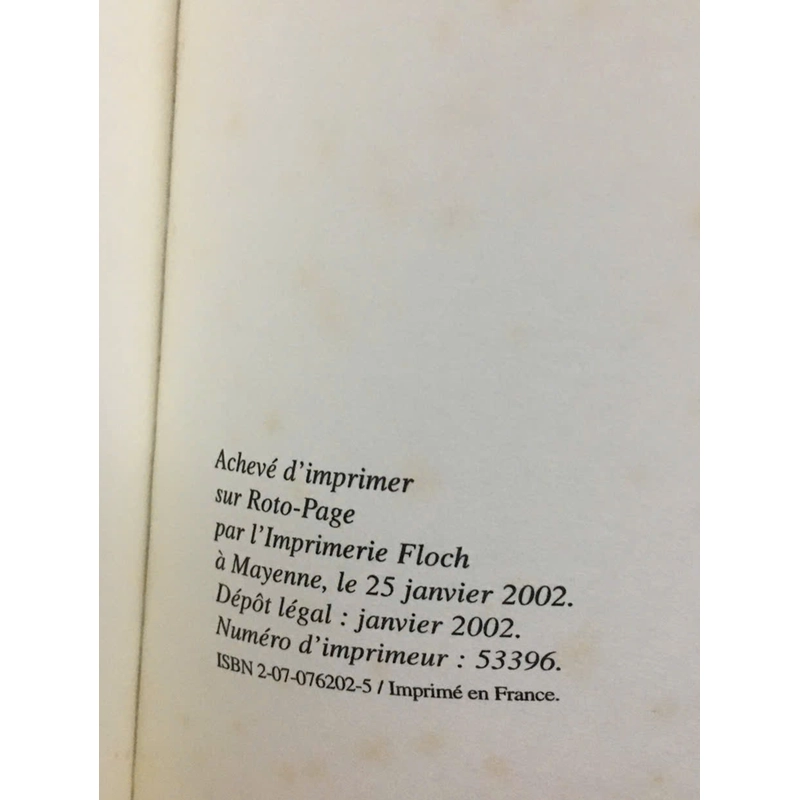 Achevé d'imprimer
sur Roto-Page
par l'Imprimerie Floch
à Mayenne, le 25 janvier 2002.
Dépôt légal : janvier 2002.
Numéro d'imprimeur : 53396.
ISBN 2-07-076202-5 / Imprimé en France.